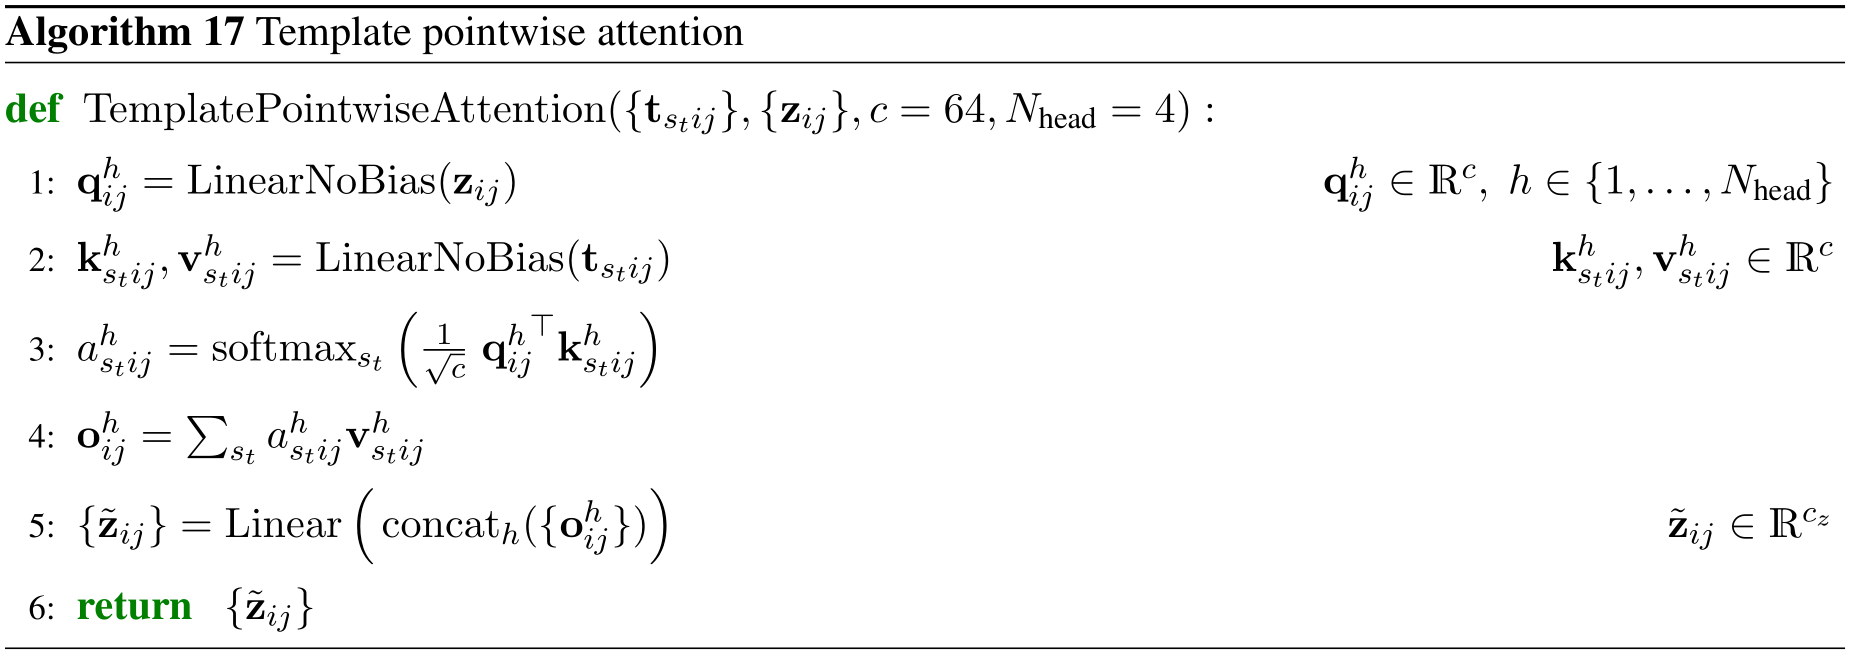 Algorithm 17 Template pointwise attention
def TemplatePointwiseAttention({𝐭_{s_t ij}}, {𝐳_{ij}}, c = 64, N_head = 4) :
1: 𝐪^h_{ij} = LinearNoBias(𝐳_{ij}) 𝐪^h_{ij} ∈ ℝ^c, h ∈ {1, . . . , N_head}
2: 𝐤^h_{s_t ij}, 𝐯^h_{s_t ij} = LinearNoBias(𝐭_{s_t ij}) 𝐤^h_{s_t ij}, 𝐯^h_{s_t ij} ∈ ℝ^c
3: a^h_{s_t ij} = softmax_{s_t} (1/√c 𝐪^h_{ij}^⊤ 𝐤^h_{s_t ij})
4: 𝐨^h_{ij} = ∑_{s_t} a^h_{s_t ij} 𝐯^h_{s_t ij}
5: {𝐳̃_{ij}} = Linear (concat_h({𝐨^h_{ij}})) 𝐳̃_{ij} ∈ ℝ^{c_z}
6: return {𝐳̃_{ij}}